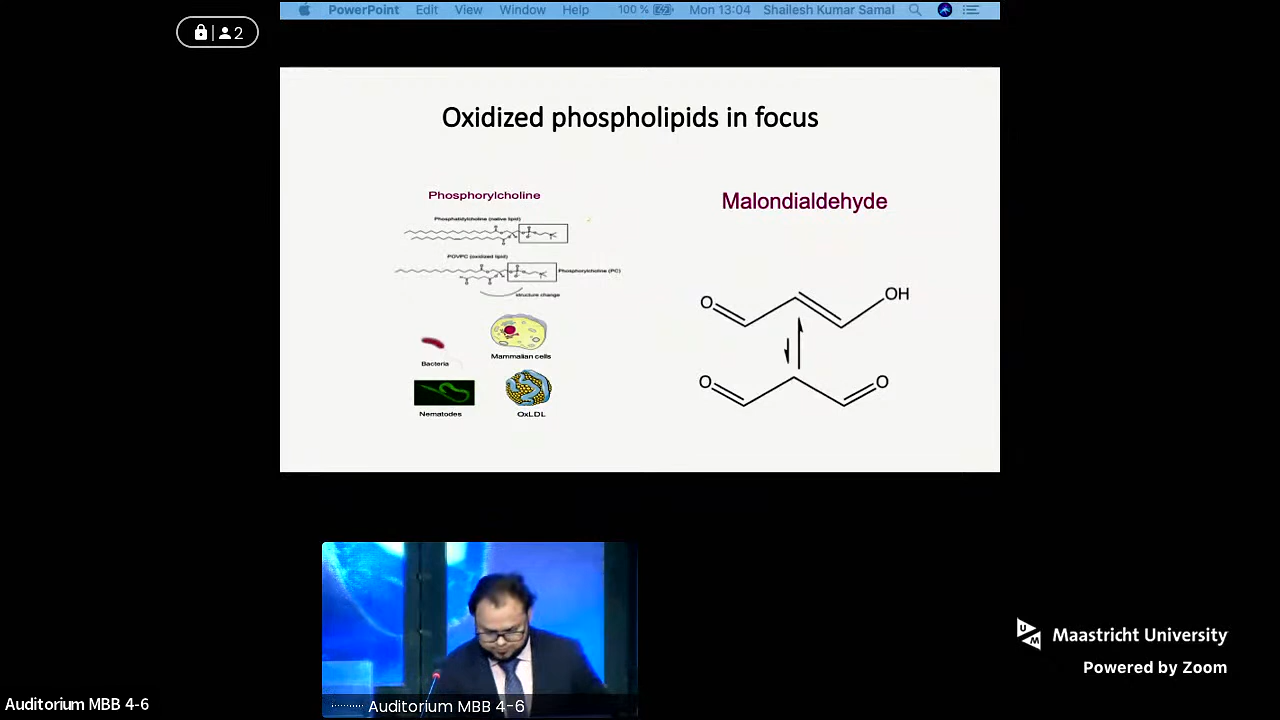 PowerPoint Edit View Window Help 100 % Mon 13:04 Shailesh Kumar Samal
2
Oxidized phospholipids in focus
Phosphorylcholine
Phosphatidylcholine (native lipid)
POVPC (oxidized lipid)
Phosphorylcholine (PC)
structure change
Bacteria
Mammalian cells
Nematodes
OxLDL
Malondialdehyde
O
OH
O
O
UM Maastricht University
Powered by Zoom
Auditorium MBB 4-6
Auditorium MBB 4-6